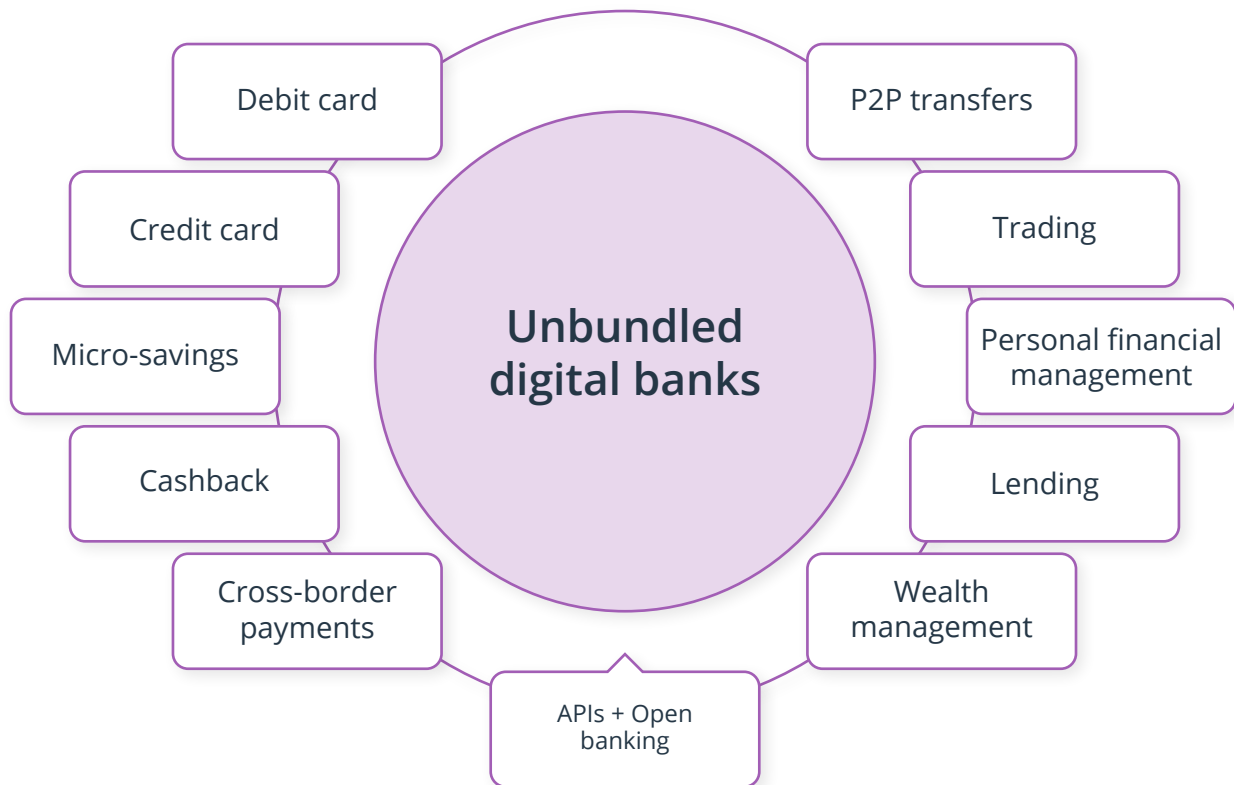 Debit card
P2P transfers
Credit card
Trading
Micro-savings
Unbundled
digital banks
Personal financial
management
Cashback
Lending
Cross-border
payments
Wealth
management
APIs + Open
banking